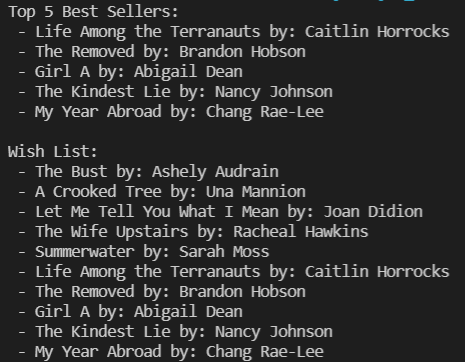 Top 5 Best Sellers:
- Life Among the Terranauts by: Caitlin Horrocks
- The Removed by: Brandon Hobson
- Girl A by: Abigail Dean
- The Kindest Lie by: Nancy Johnson
- My Year Abroad by: Chang Rae-Lee
Wish List:
- The Bust by: Ashely Audrain
- A Crooked Tree by: Una Mannion
- Let Me Tell You What I Mean by: Joan Didion
- The Wife Upstairs by: Racheal Hawkins
- Summerwater by: Sarah Moss
- Life Among the Terranauts by: Caitlin Horrocks
- The Removed by: Brandon Hobson
- Girl A by: Abigail Dean
- The Kindest Lie by: Nancy Johnson
- My Year Abroad by: Chang Rae-Lee